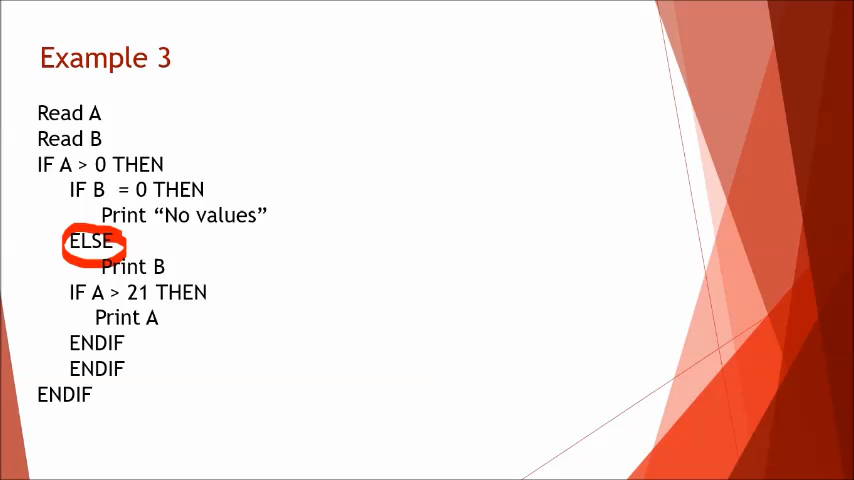 Example 3
Read A
Read B
IF A > 0 THEN
IF B = 0 THEN
Print “No values”
ELSE
Print B
IF A > 21 THEN
Print A
ENDIF
ENDIF
ENDIF